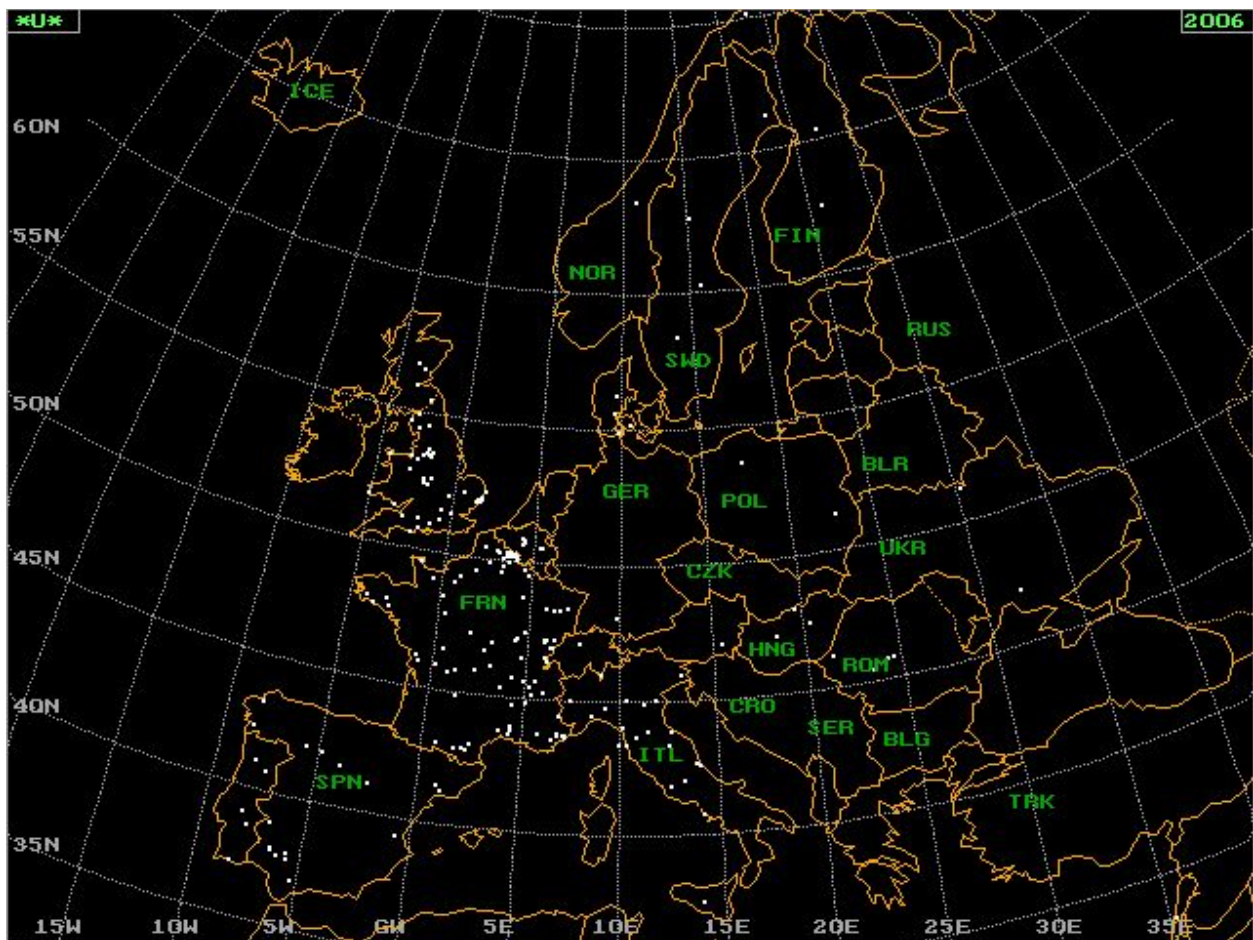 *U* 2006
ICE
60N
55N
FIN
NOR
RUS
SWD
50N
BLR
GER
POL
UKR
45N
CZK
FRN
HNG
ROM
40N
CRO
SER
BLG
ITL
SPN
TRK
35N
15W 10W 5W GW 5E 10E 15E 20E 25E 30E 35E